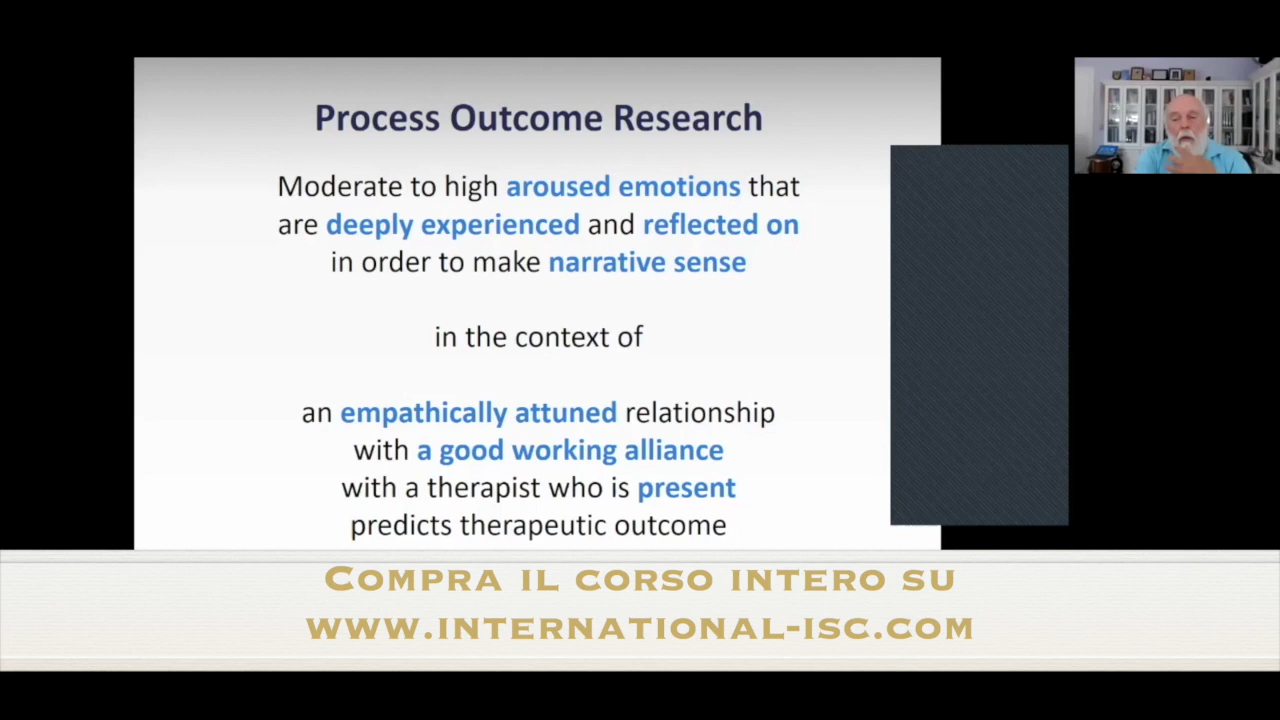 Process Outcome Research
Moderate to high aroused emotions that
are deeply experienced and reflected on
in order to make narrative sense
in the context of
an empathically attuned relationship
with a good working alliance
with a therapist who is present
predicts therapeutic outcome
Compra il corso intero su
www.international-isc.com